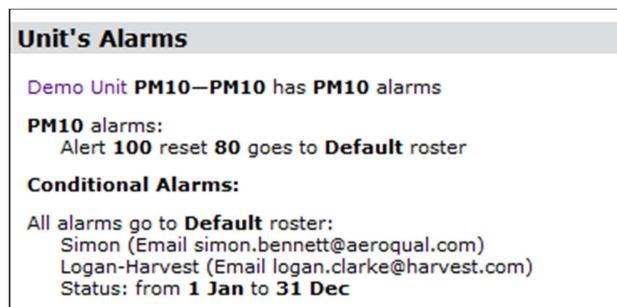 Unit's Alarms
Demo Unit PM10—PM10 has PM10 alarms
PM10 alarms:
Alert 100 reset 80 goes to Default roster
Conditional Alarms:
All alarms go to Default roster:
Simon (Email simon.bennett@aeroqual.com)
Logan-Harvest (Email logan.clarke@harvest.com)
Status: from 1 Jan to 31 Dec